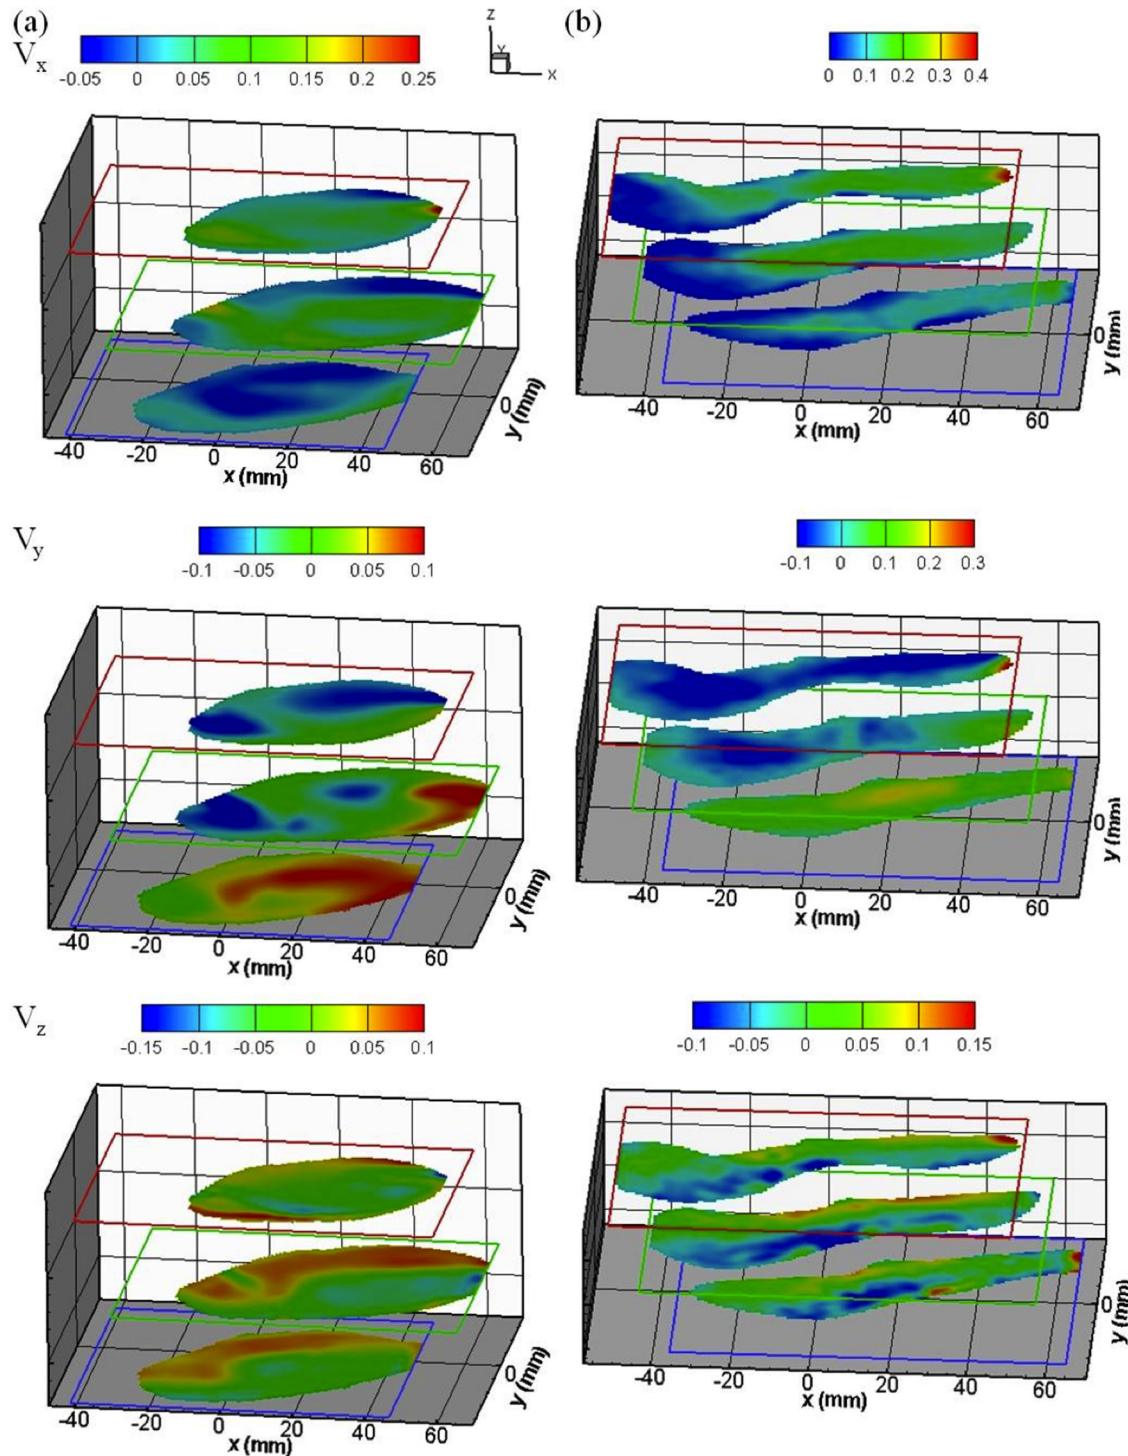 (a)
(b)
z
Y
x
Vx
-0.05 0 0.05 0.1 0.15 0.2 0.25
0 0.1 0.2 0.3 0.4
-40 -20 0 20 40 60
x (mm)
0
y (mm)
-40 -20 0 20 40 60
x (mm)
0
y (mm)
Vy
-0.1 -0.05 0 0.05 0.1
-0.1 0 0.1 0.2 0.3
-40 -20 0 20 40 60
x (mm)
0
y (mm)
-40 -20 0 20 40 60
x (mm)
0
y (mm)
Vz
-0.15 -0.1 -0.05 0 0.05 0.1
-0.1 -0.05 0 0.05 0.1 0.15
-40 -20 0 20 40 60
x (mm)
0
y (mm)
-40 -20 0 20 40 60
x (mm)
0
y (mm)